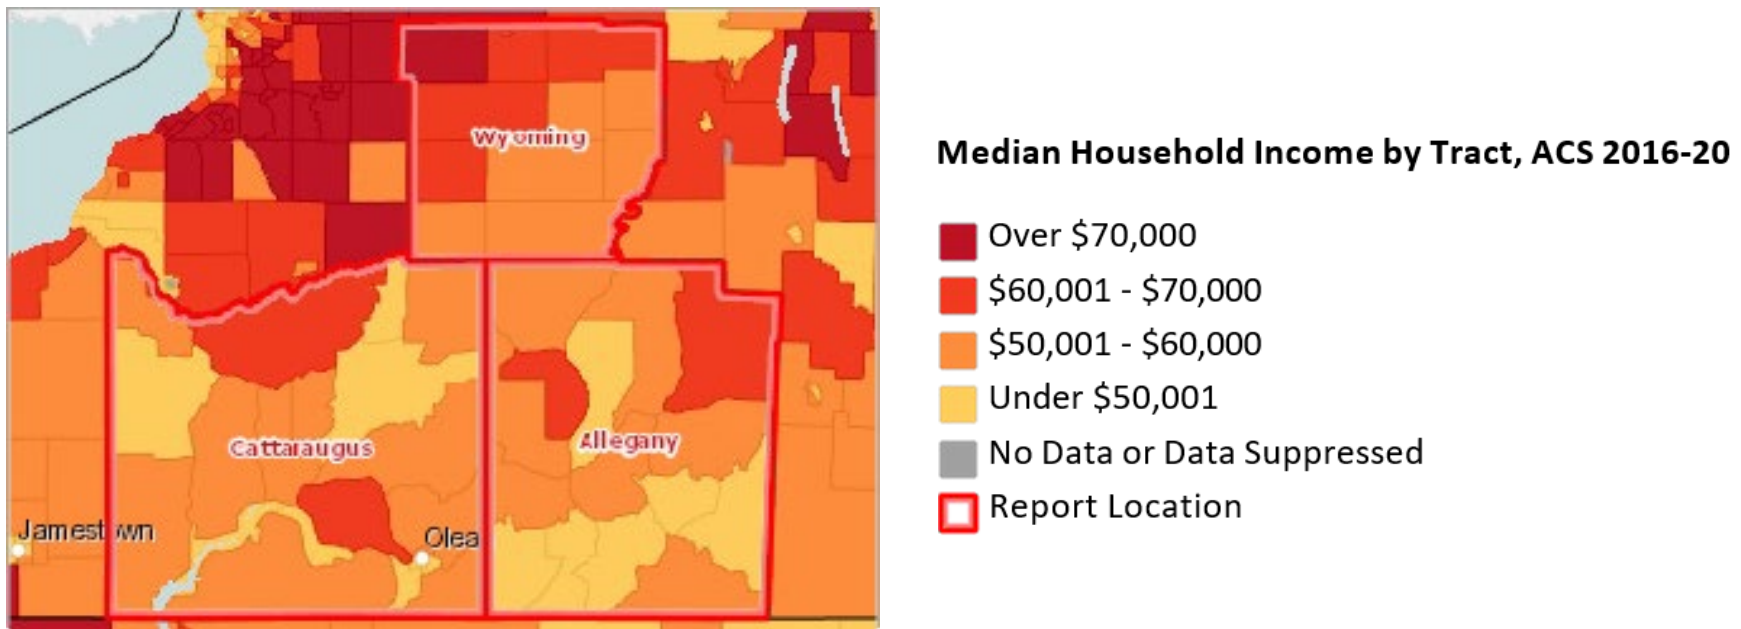 Wyoming
Cattaraugus
Allegany
Jamestown
Olea
Median Household Income by Tract, ACS 2016-20
Over $70,000
$60,001 - $70,000
$50,001 - $60,000
Under $50,001
No Data or Data Suppressed
Report Location